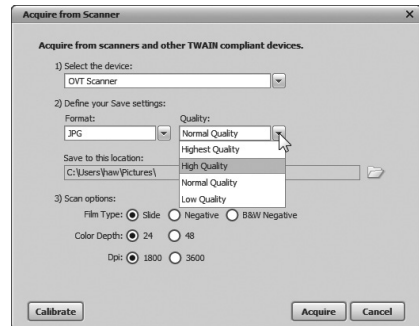 Acquire from Scanner
Acquire from scanners and other TWAIN compliant devices.
1) Select the device:
OVT Scanner
2) Define your Save settings:
Format: Quality:
JPG Normal Quality
Highest Quality
Save to this location:
High Quality
C:\Users\haw\Pictures\
Normal Quality
Low Quality
3) Scan options:
Film Type: Slide Negative B&W Negative
Color Depth: 24 48
Dpi: 1800 3600
Calibrate Acquire Cancel